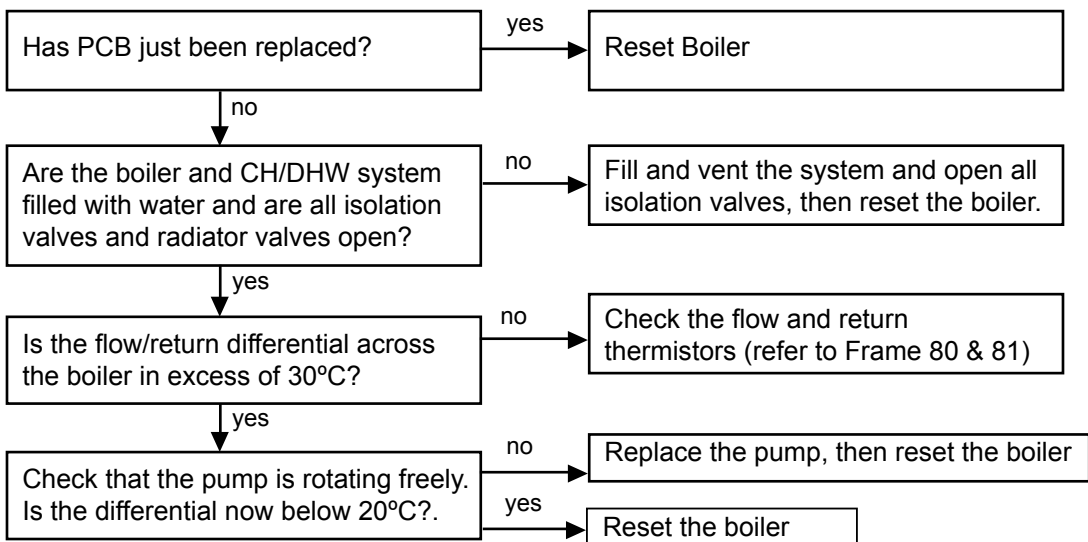 Has PCB just been replaced?
yes
Reset Boiler
no
Are the boiler and CH/DHW system
filled with water and are all isolation
valves and radiator valves open?
no
Fill and vent the system and open all
isolation valves, then reset the boiler.
yes
Is the flow/return differential across
the boiler in excess of 30ºC?
no
Check the flow and return
thermistors (refer to Frame 80 & 81)
yes
Check that the pump is rotating freely.
Is the differential now below 20ºC?.
no
Replace the pump, then reset the boiler
yes
Reset the boiler